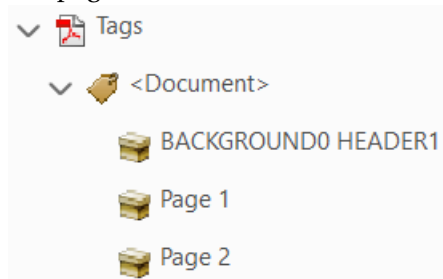 Tags
<Document>
BACKGROUND0 HEADER1
Page 1
Page 2